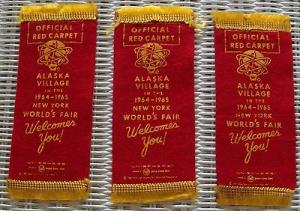 OFFICIAL
RED CARPET
ALASKA
VILLAGE
IN THE
1964-1965
NEW YORK
WORLD'S FAIR
Welcomes
You!
OFFICIAL
RED CARPET
ALASKA
VILLAGE
IN THE
1964-1965
NEW YORK
WORLD'S FAIR
Welcomes
You!
OFFICIAL
RED CARPET
ALASKA
VILLAGE
IN THE
1964-1965
NEW YORK
WORLD'S FAIR
Welcomes
You!